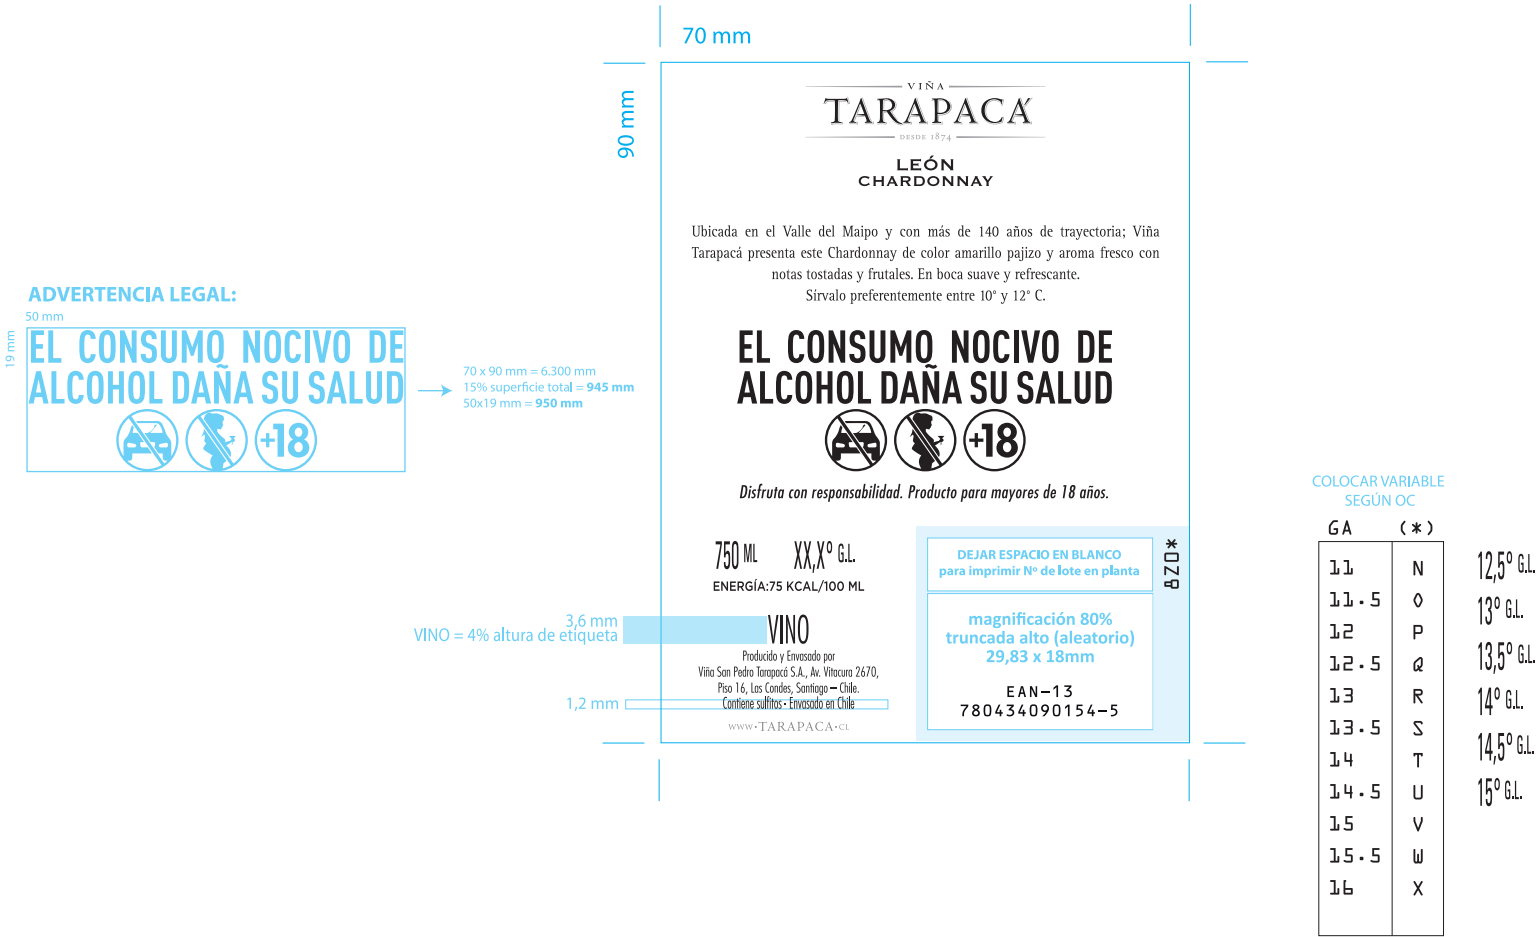 70 mm
90 mm
VIÑA
TARAPACÁ
DESDE 1874
LEÓN
CHARDONNAY
Ubicada en el Valle del Maipo y con más de 140 años de trayectoria; Viña
Tarapacá presenta este Chardonnay de color amarillo pajizo y aroma fresco con
notas tostadas y frutales. En boca suave y refrescante.
Sírvalo preferentemente entre 10° y 12° C.
ADVERTENCIA LEGAL:
50 mm
19 mm
EL CONSUMO NOCIVO DE
ALCOHOL DAÑA SU SALUD
+18
70 x 90 mm = 6.300 mm
15% superficie total = 945 mm
50x19 mm = 950 mm
EL CONSUMO NOCIVO DE
ALCOHOL DAÑA SU SALUD
+18
Disfruta con responsabilidad. Producto para mayores de 18 años.
750 ML XX,X° G.L.
ENERGÍA:75 KCAL/100 ML
3,6 mm
VINO = 4% altura de etiqueta
VINO
Producido y Envasado por
Viña San Pedro Tarapacá S.A., Av. Vitacura 2670,
Piso 16, Las Condes, Santiago – Chile.
1,2 mm
Contiene sulfitos · Envasado en Chile
WWW·TARAPACA·CL
DEJAR ESPACIO EN BLANCO
para imprimir Nº de lote en planta
magnificación 80%
truncada alto (aleatorio)
29,83 x 18mm
EAN-13
780434090154-5
COLOCAR VARIABLE
SEGÚN OC
GA (*)
11 N
11.5 O
12 P
12.5 Q
13 R
13.5 S
14 T
14.5 U
15 V
15.5 W
16 X
12,5° G.L.
13° G.L.
13,5° G.L.
14° G.L.
14,5° G.L.
15° G.L.